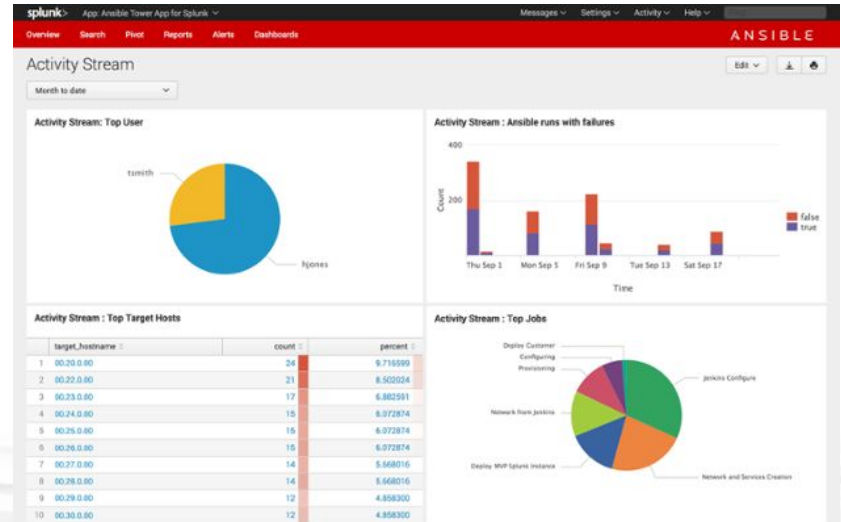 splunk> App: Ansible Tower App for Splunk Messages Settings Activity Help
Overview Search Pivot Reports Alerts Dashboards ANSIBLE
Activity Stream
Edit
Month to date
Activity Stream: Top User
tsmith
hjones
Activity Stream : Ansible runs with failures
400
200
Count
false
true
Thu Sep 1 Mon Sep 5 Fri Sep 9 Tue Sep 13 Sat Sep 17
Time
Activity Stream : Top Target Hosts
target_hostname count percent
1 00.20.0.80 24 9.716599
2 00.22.0.80 21 8.502024
3 00.23.0.80 17 6.882591
4 00.24.0.80 15 6.072874
5 00.25.0.80 15 6.072874
6 00.26.0.80 15 6.072874
7 00.27.0.80 14 5.668016
8 00.28.0.80 14 5.668016
9 00.29.0.80 12 4.858300
10 00.30.0.80 12 4.858300
Activity Stream : Top Jobs
Deploy Customer
Configuring
Provisioning
Jenkins Configure
Network from Jenkins
Deploy MVP Splunk Instance
Network and Services Creation